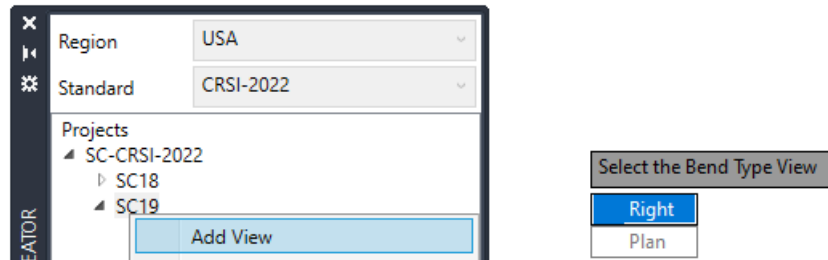 Region
USA
Standard
CRSI-2022
Projects
SC-CRSI-2022
SC18
SC19
Add View
EATOR
Select the Bend Type View
Right
Plan